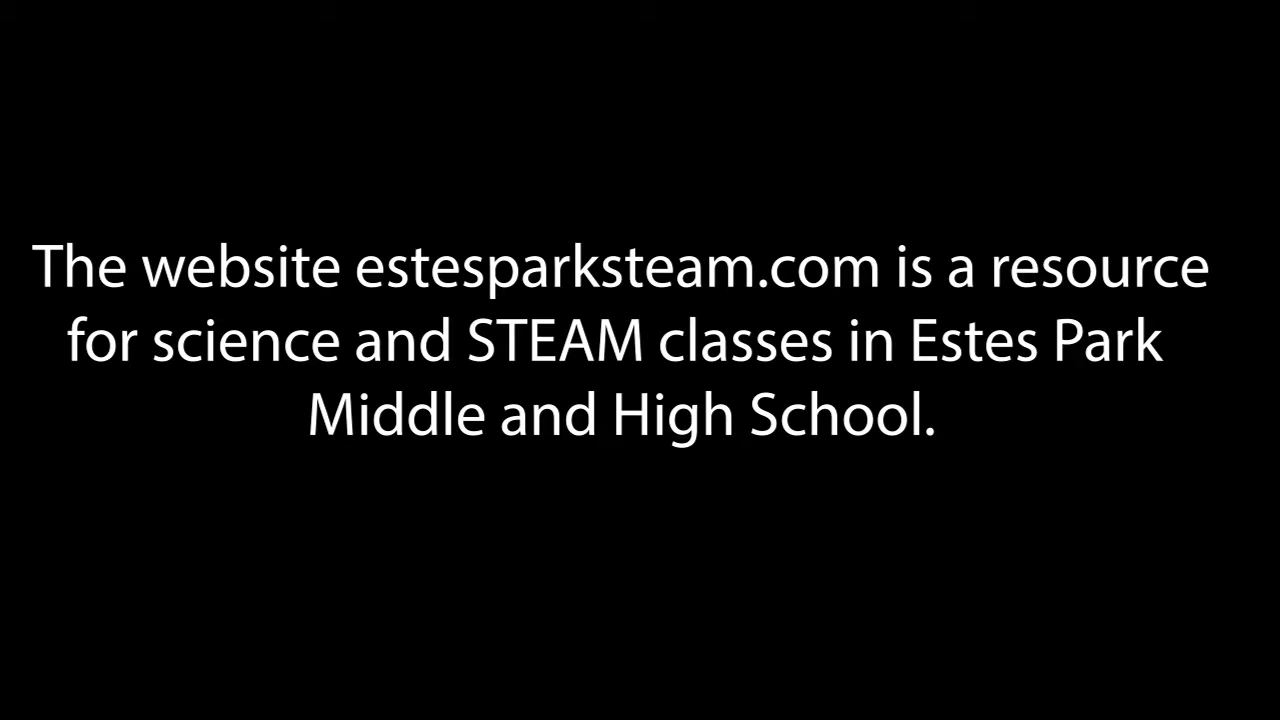 The website estesparksteam.com is a resource
for science and STEAM classes in Estes Park
Middle and High School.